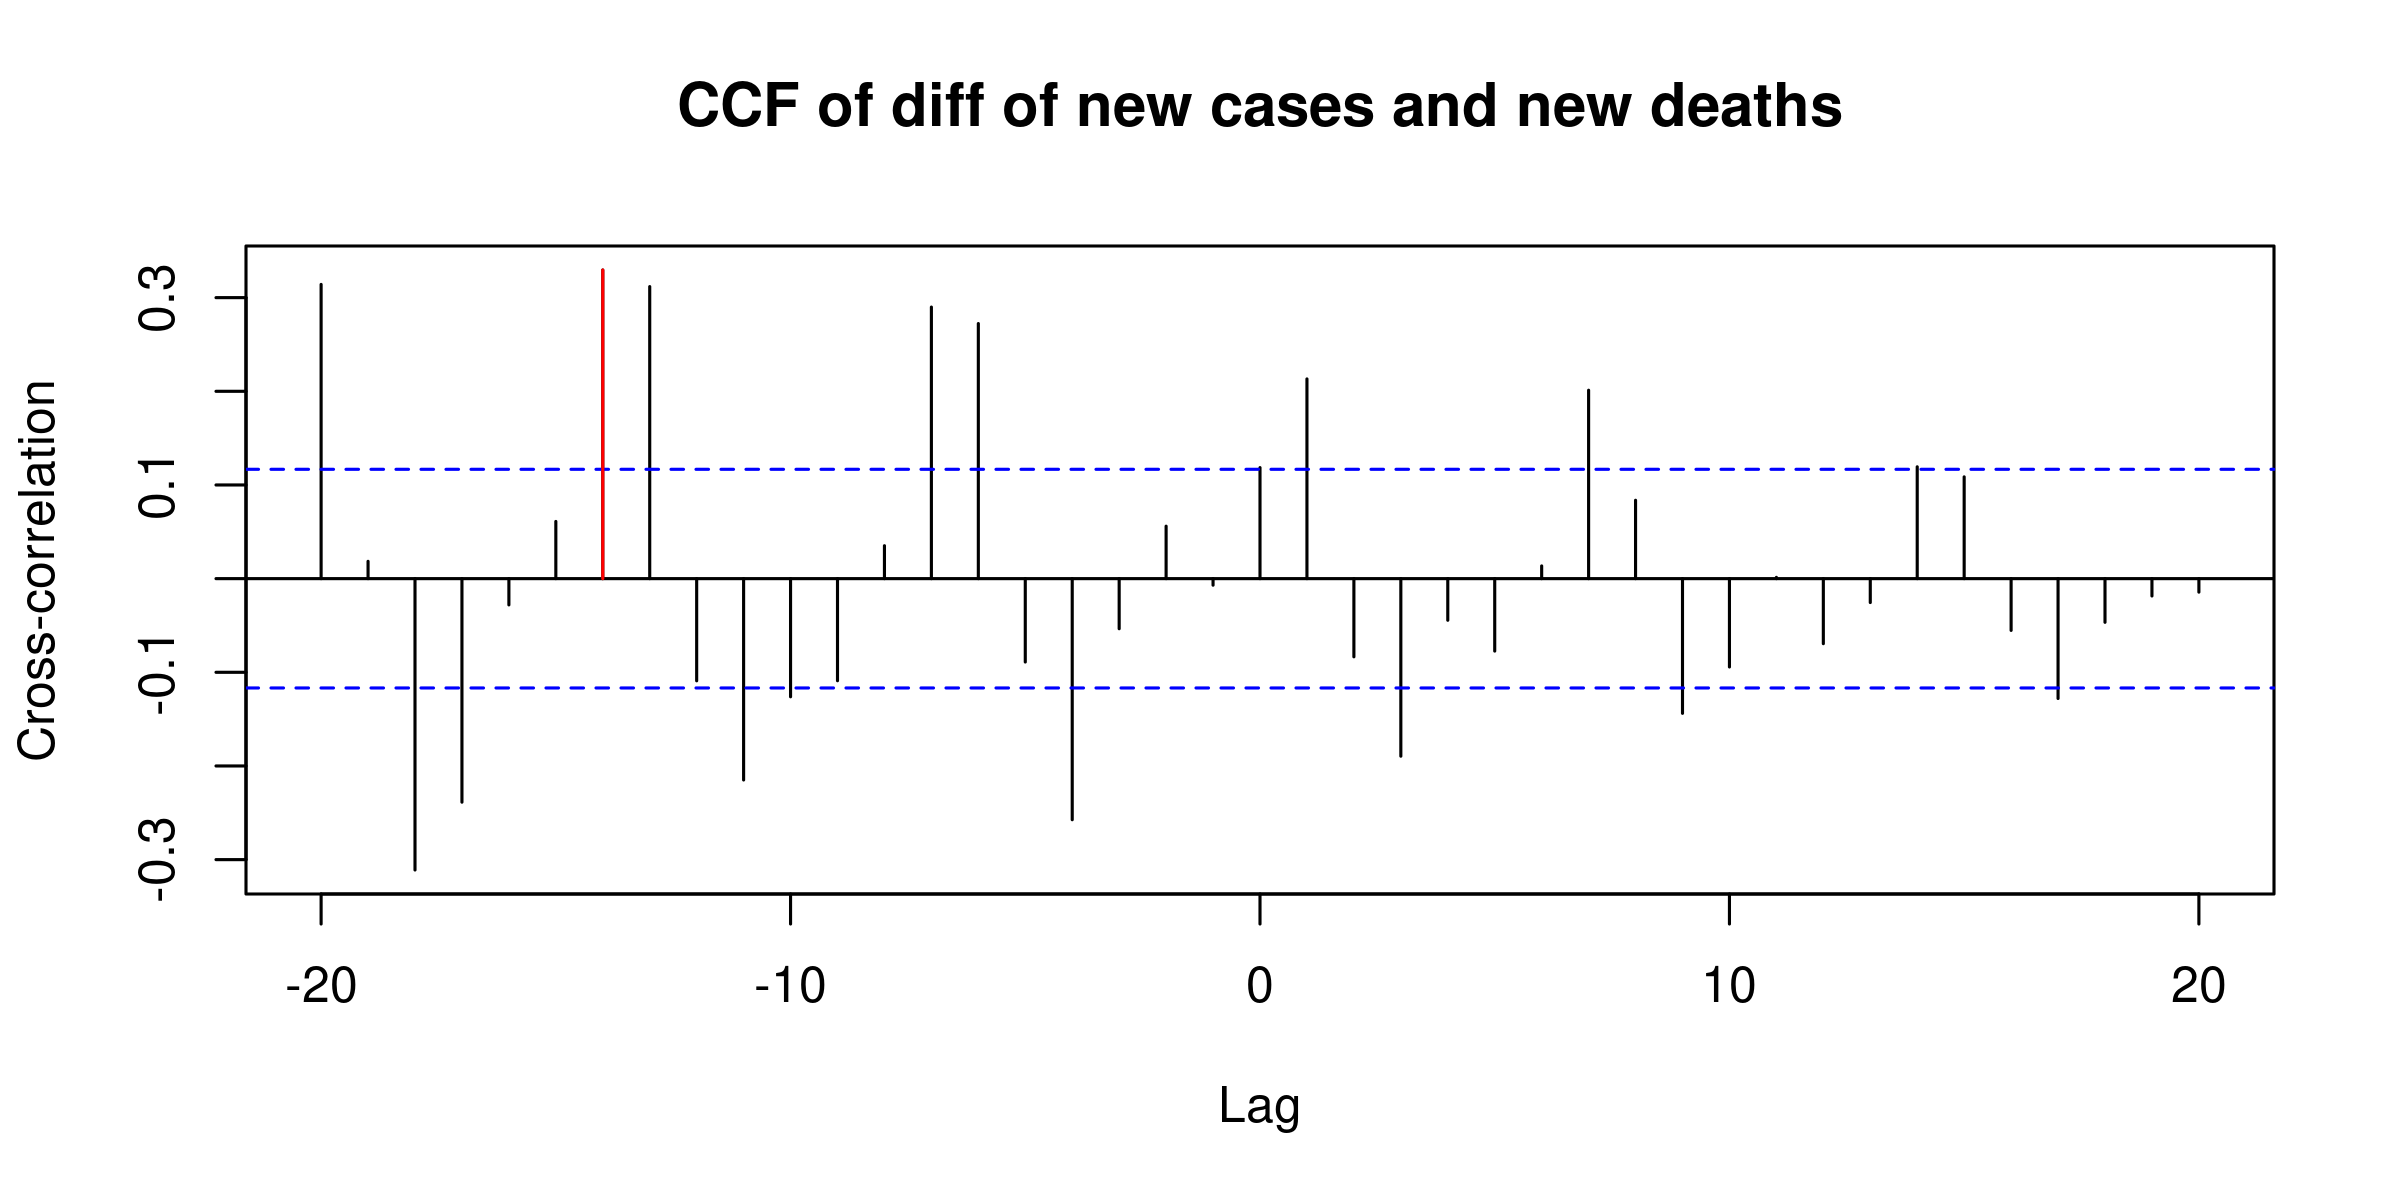 CCF of diff of new cases and new deaths
Cross-correlation
0.3
0.1
-0.1
-0.3
-20 -10 0 10 20
Lag